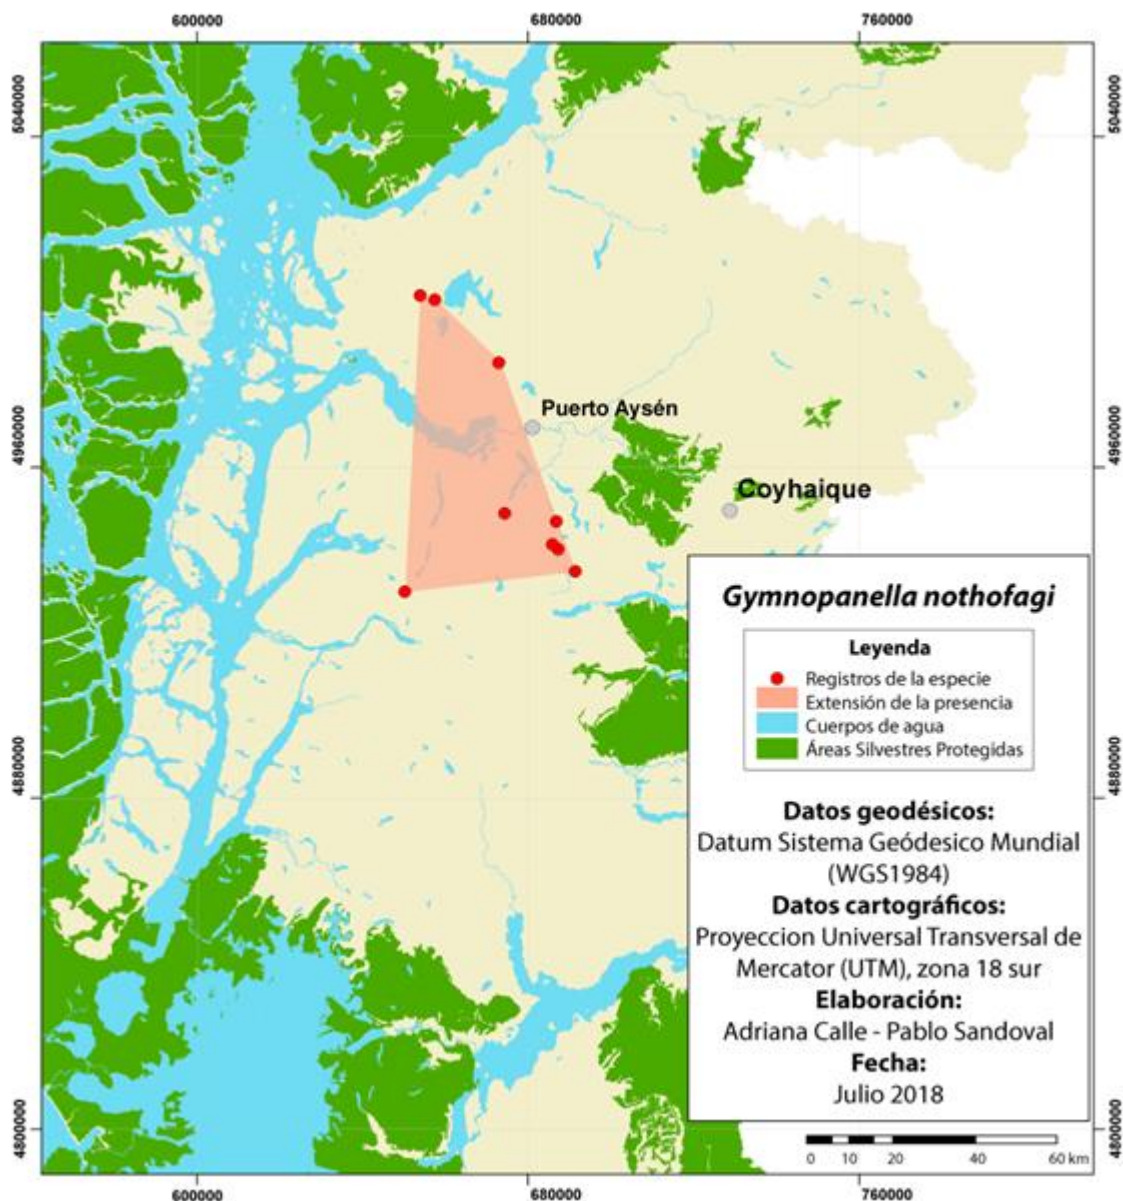 600000
680000
760000
5040000
5040000
Puerto Aysén
4960000
4960000
Coyhaique
Gymnopanella nothofagi
Leyenda
Registros de la especie
Extensión de la presencia
Cuerpos de agua
Áreas Silvestres Protegidas
4880000
4880000
Datos geodésicos:
Datum Sistema Geódesico Mundial
(WGS1984)
Datos cartográficos:
Proyeccion Universal Transversal de
Mercator (UTM), zona 18 sur
Elaboración:
Adriana Calle - Pablo Sandoval
Fecha:
Julio 2018
4800000
4800000
0 10 20 40 60 km
600000
680000
760000